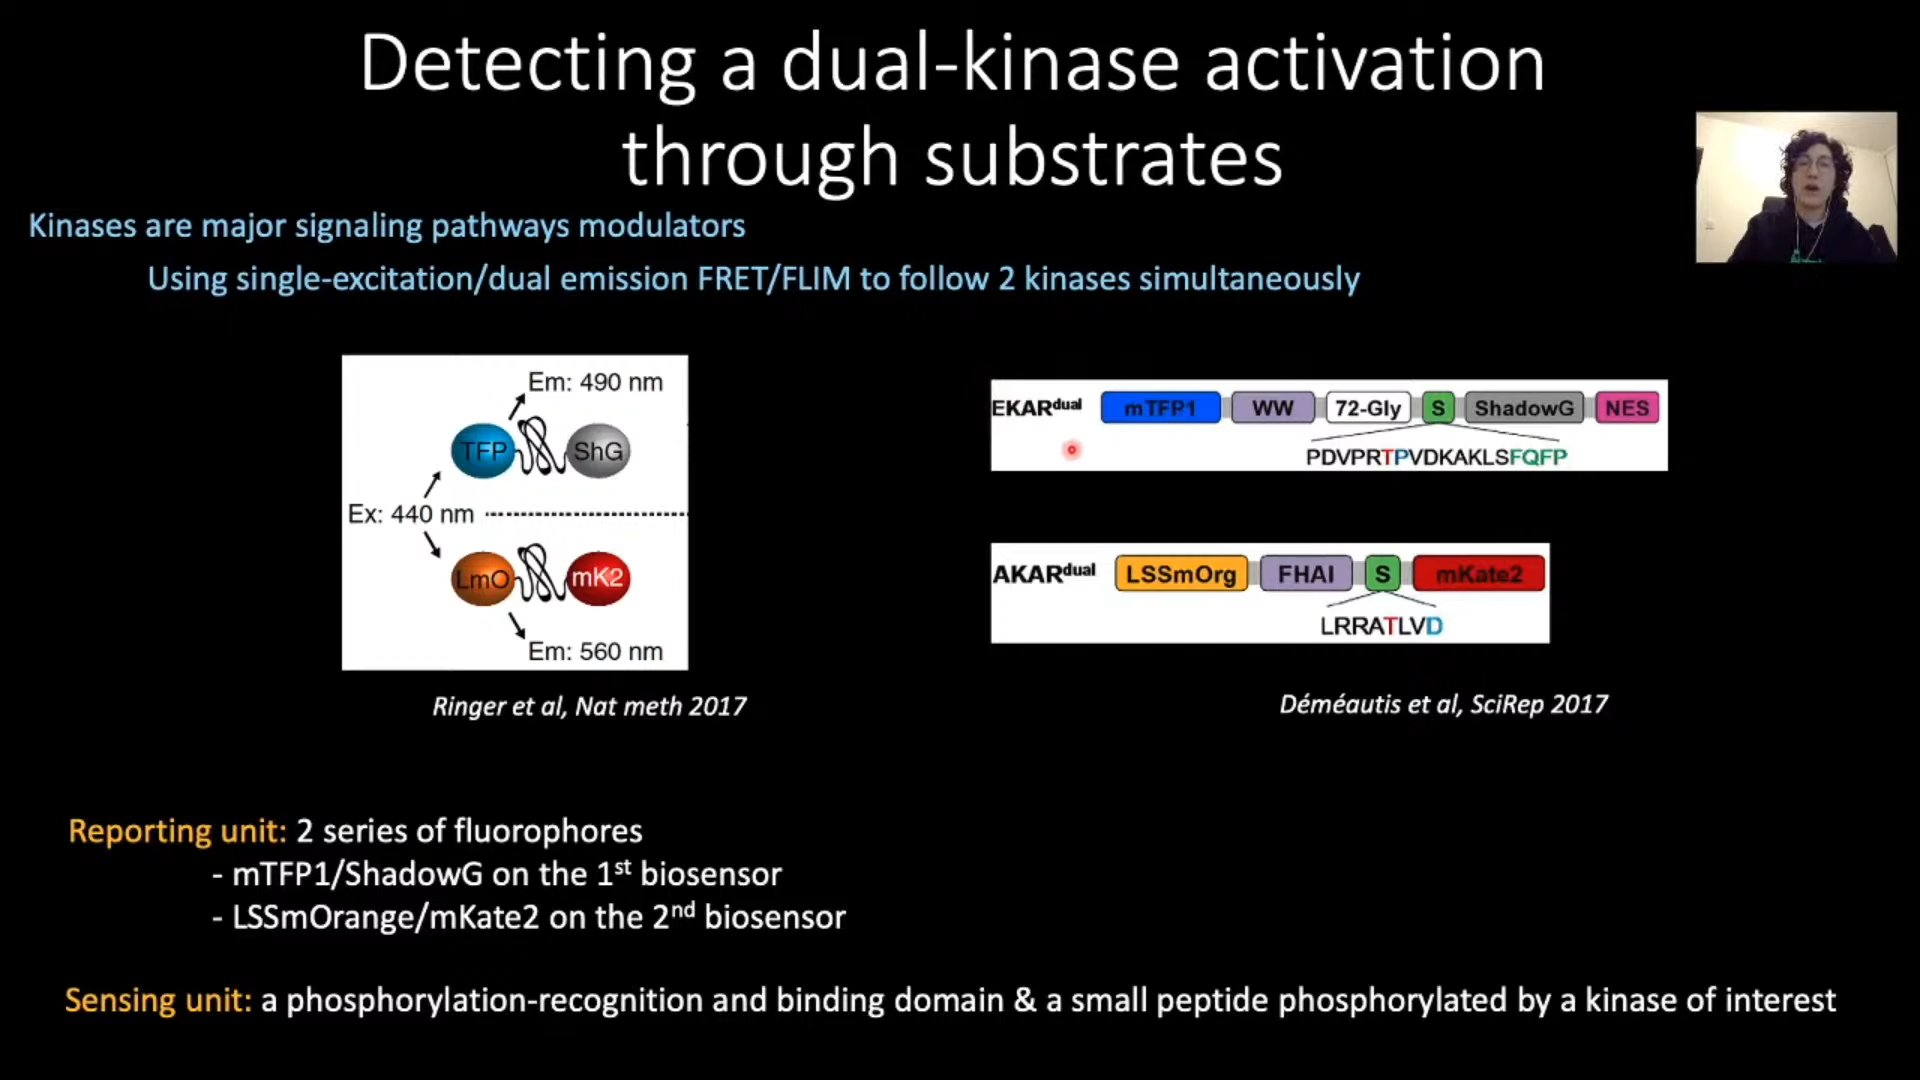 Detecting a dual-kinase activation
through substrates
Kinases are major signaling pathways modulators
Using single-excitation/dual emission FRET/FLIM to follow 2 kinases simultaneously
Em: 490 nm
TFP ShG
Ex: 440 nm
LmO mK2
Em: 560 nm
Ringer et al, Nat meth 2017
EKARdual mTFP1 WW 72-Gly S ShadowG NES
PDVPRTPVDKAKLSFQFP
AKARdual LSSmOrg FHAI S mKate2
LRRATLVD
Déméautis et al, SciRep 2017
Reporting unit: 2 series of fluorophores
- mTFP1/ShadowG on the 1st biosensor
- LSSmOrange/mKate2 on the 2nd biosensor
Sensing unit: a phosphorylation-recognition and binding domain & a small peptide phosphorylated by a kinase of interest